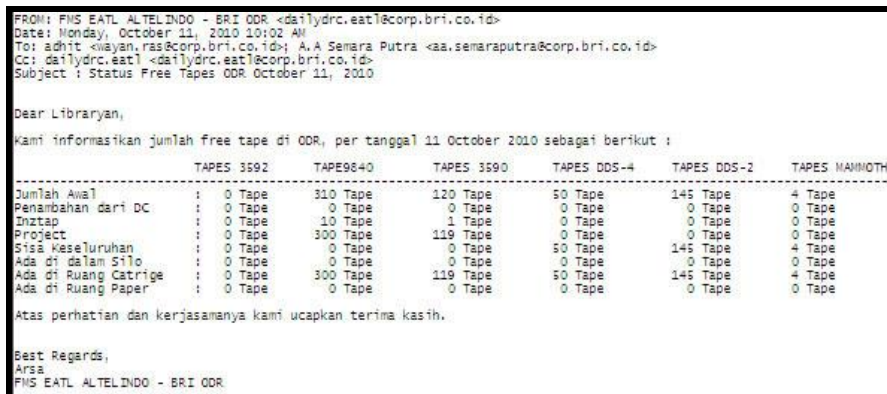 FROM: FMS EATL ALTELINDO - BRI ODR <dailydrc.eatl@corp.bri.co.id>
Date: Monday, October 11, 2010 10:02 AM
To: adhit <wayan.ras@corp.bri.co.id>; A.A Semara Putra <aa.semaraputra@corp.bri.co.id>
Cc: dailydrc.eatl <dailydrc.eatl@corp.bri.co.id>
Subject : Status Free Tapes ODR October 11, 2010
Dear Libraryan,
Kami informasikan jumlah free tape di ODR, per tanggal 11 October 2010 sebagai berikut :
TAPES 3592 TAPE9840 TAPES 3590 TAPES DDS-4 TAPES DDS-2 TAPES MAMMOTH
Jumlah Awal : 0 Tape 310 Tape 120 Tape 50 Tape 145 Tape 4 Tape
Penambahan dari DC : 0 Tape 0 Tape 0 Tape 0 Tape 0 Tape 0 Tape
Inztap : 0 Tape 10 Tape 1 Tape 0 Tape 0 Tape 0 Tape
Project : 0 Tape 300 Tape 119 Tape 0 Tape 0 Tape 0 Tape
Sisa Keseluruhan : 0 Tape 0 Tape 0 Tape 50 Tape 145 Tape 4 Tape
Ada di dalam Silo : 0 Tape 0 Tape 0 Tape 0 Tape 0 Tape 0 Tape
Ada di Ruang Catrige : 0 Tape 300 Tape 119 Tape 50 Tape 145 Tape 4 Tape
Ada di Ruang Paper : 0 Tape 0 Tape 0 Tape 0 Tape 0 Tape 0 Tape
Atas perhatian dan kerjasamanya kami ucapkan terima kasih.
Best Regards,
Arsa
FMS EATL ALTELINDO - BRI ODR